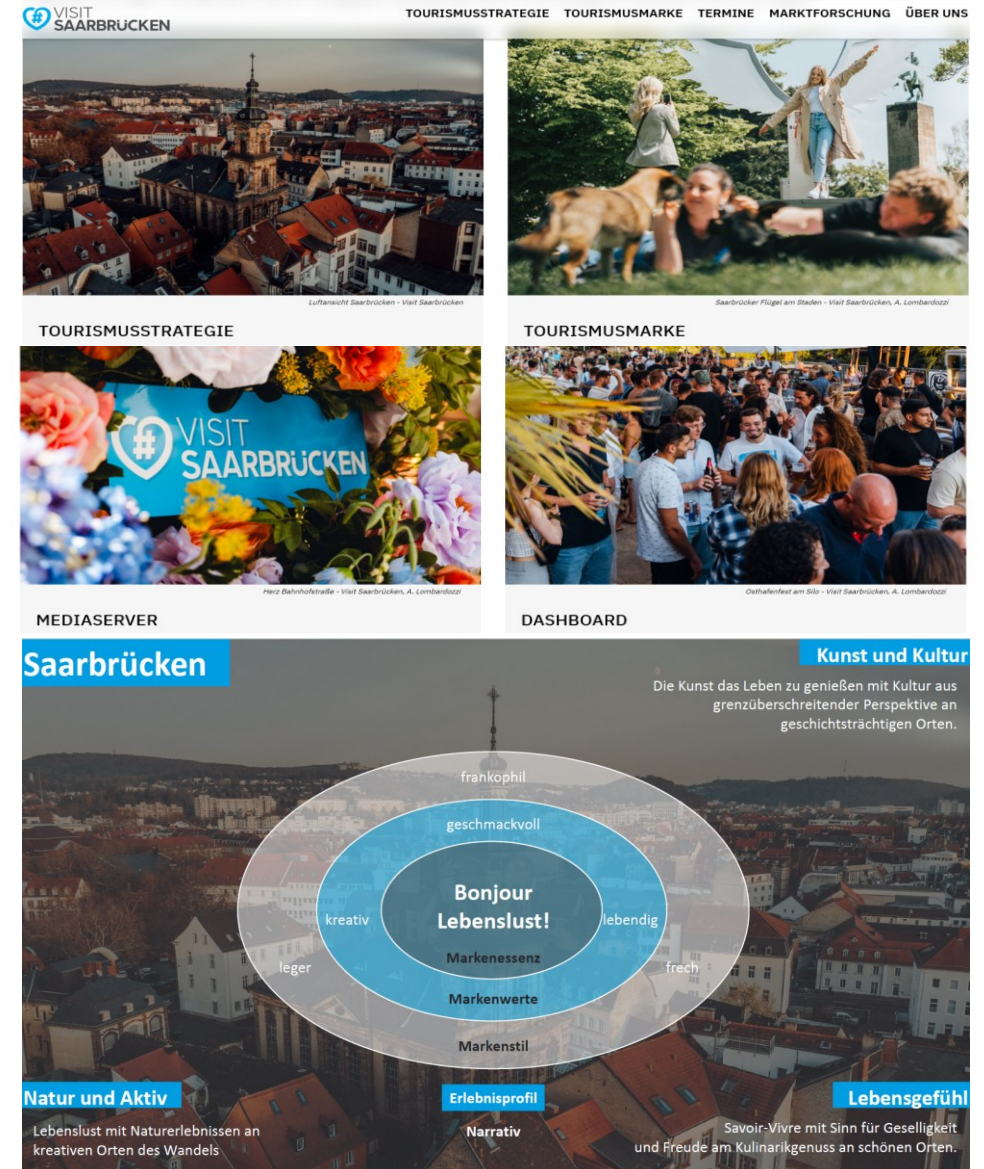 VISIT
SAARBRÜCKEN
TOURISMUSSTRATEGIE TOURISMUSMARKE TERMINE MARKTFORSCHUNG ÜBER UNS
Luftansicht Saarbrücken - Visit Saarbrücken
Saarbrücker Flügel am Staden - Visit Saarbrücken, A. Lombardozzi
TOURISMUSSTRATEGIE
TOURISMUSMARKE
#
VISIT
SAARBRÜCKEN
Herz Bahnhofstraße - Visit Saarbrücken, A. Lombardozzi
Osthafenfest am Silo - Visit Saarbrücken, A. Lombardozzi
MEDIASERVER
DASHBOARD
Saarbrücken
Kunst und Kultur
Die Kunst das Leben zu genießen mit Kultur aus
grenzüberschreitender Perspektive an
geschichtsträchtigen Orten.
frankophil
geschmackvoll
Bonjour
Lebenslust!
kreativ
lebendig
Markenessenz
leger
frech
Markenwerte
Markenstil
Natur und Aktiv
Lebenslust mit Naturerlebnissen an
kreativen Orten des Wandels
Erlebnisprofil
Narrativ
Lebensgefühl
Savoir-Vivre mit Sinn für Geselligkeit
und Freude am Kulinarikgenuss an schönen Orten.